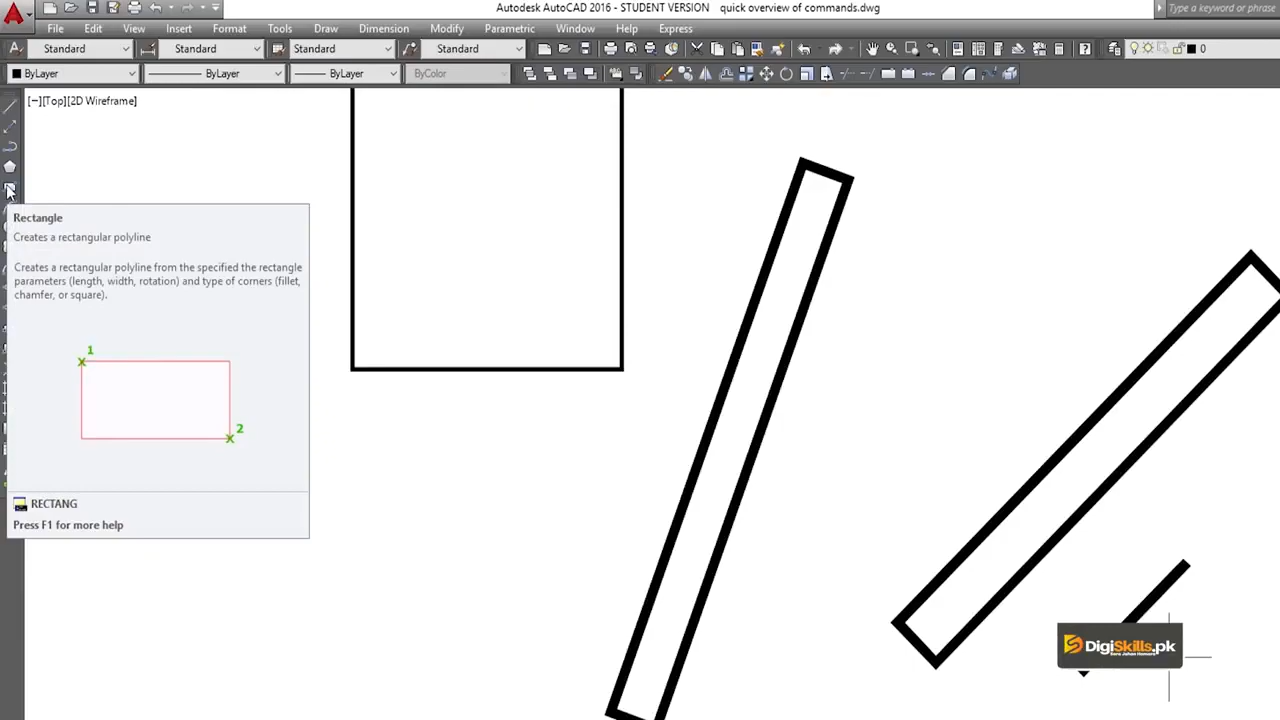 Autodesk AutoCAD 2016 - STUDENT VERSION quick overview of commands.dwg
Type a keyword or phrase
File Edit View Insert Format Tools Draw Dimension Modify Parametric Window Help Express
Standard Standard Standard Standard 0
ByLayer ByLayer ByLayer ByColor
[−][Top][2D Wireframe]
Rectangle
Creates a rectangular polyline
Creates a rectangular polyline from the specified the rectangle
parameters (length, width, rotation) and type of corners (fillet,
chamfer, or square).
1
2
RECTANG
Press F1 for more help
DigiSkills.pk